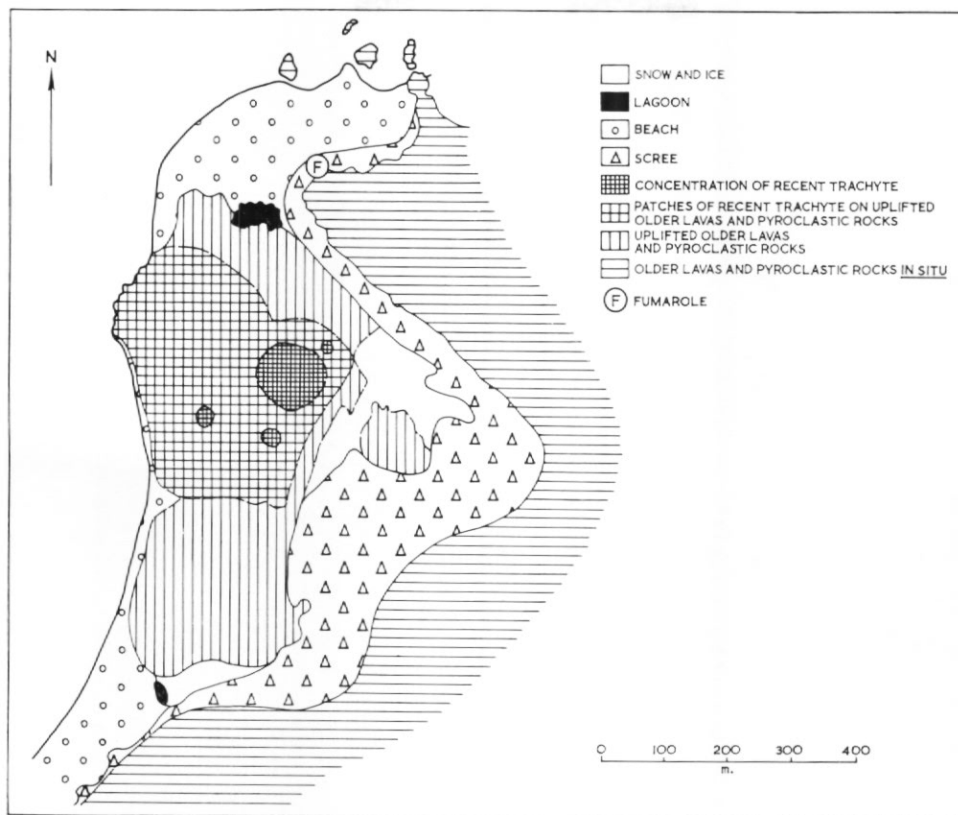 N
SNOW AND ICE
LAGOON
BEACH
SCREE
CONCENTRATION OF RECENT TRACHYTE
PATCHES OF RECENT TRACHYTE ON UPLIFTED
OLDER LAVAS AND PYROCLASTIC ROCKS
UPLIFTED OLDER LAVAS
AND PYROCLASTIC ROCKS
OLDER LAVAS AND PYROCLASTIC ROCKS IN SITU
F FUMAROLE
F
0 100 200 300 400
m.